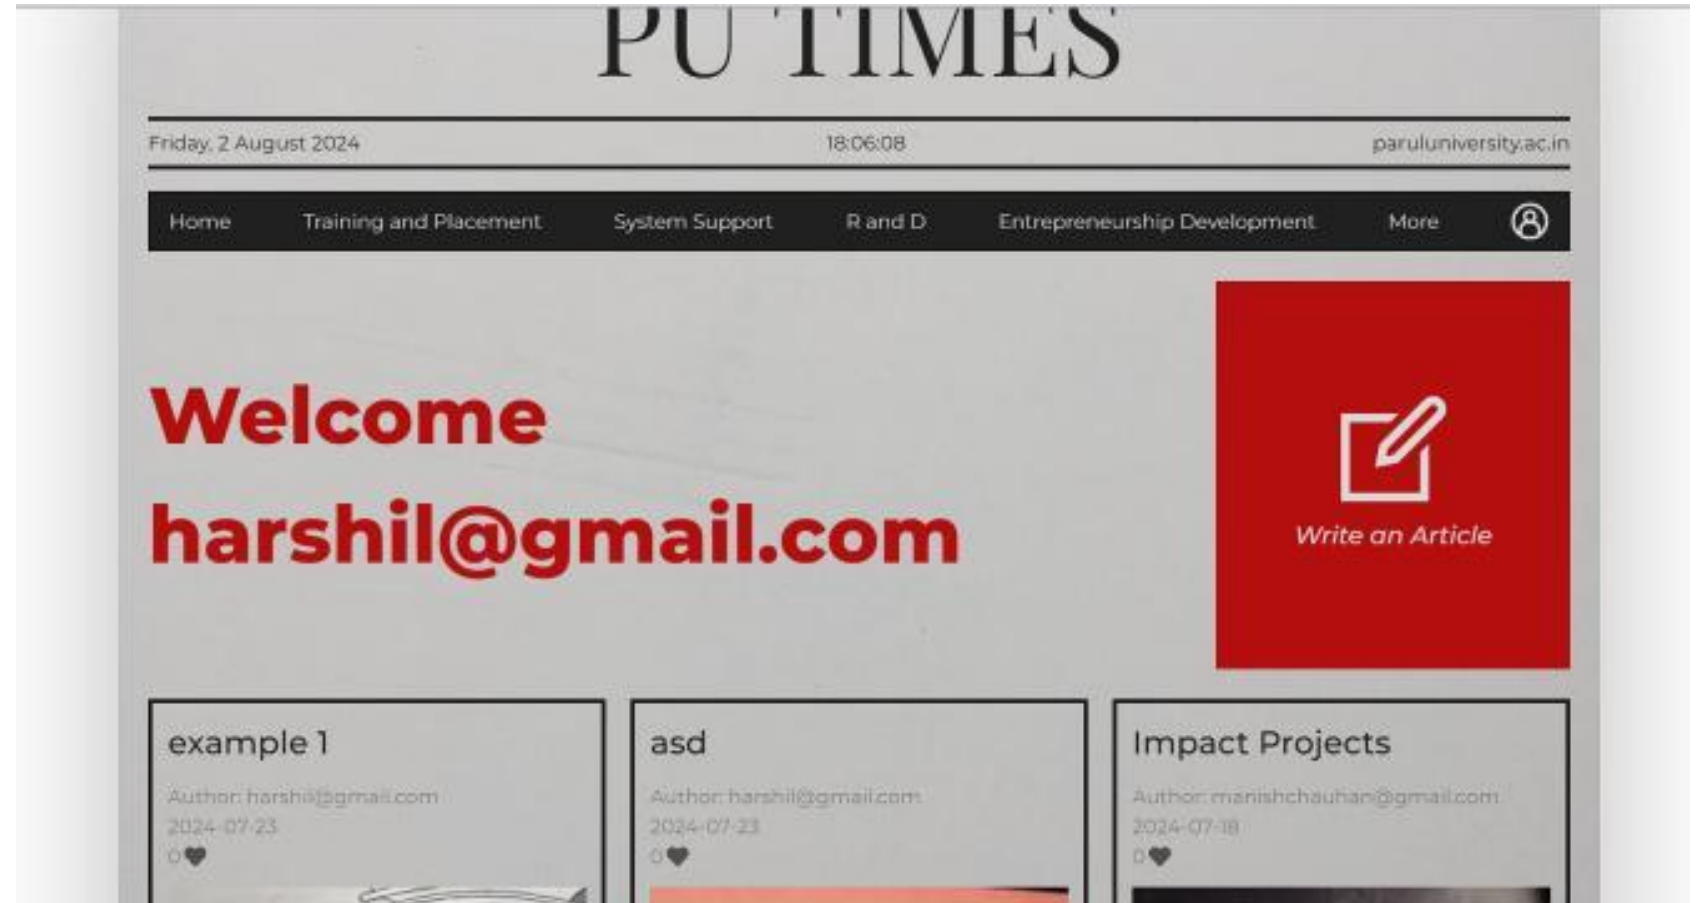 PU TIMES
Friday, 2 August 2024 18:06:08 paruluniversity.ac.in
Home Training and Placement System Support R and D Entrepreneurship Development More
Welcome
harshil@gmail.com
Write an Article
example 1
Author: harshil@gmail.com
2024-07-23
0
asd
Author: harshil@gmail.com
2024-07-23
0
Impact Projects
Author: manishchauhan@gmail.com
2024-07-18
0